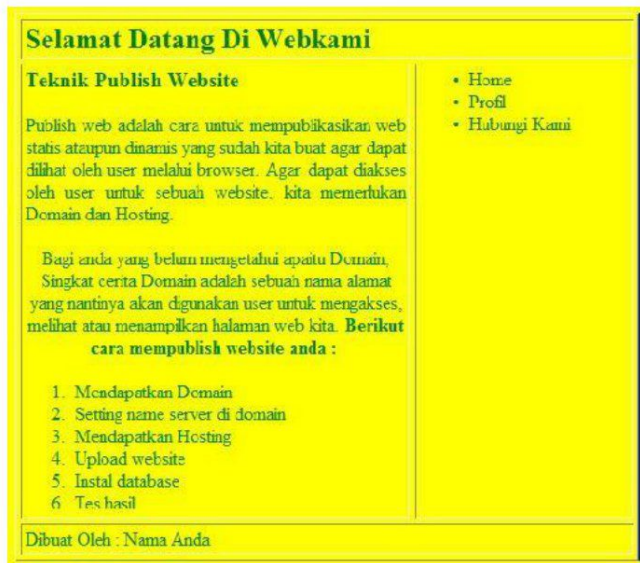 Selamat Datang Di Webkami
Teknik Publish Website
Publish web adalah cara untuk mempublikasikan web
statis ataupun dinamis yang sudah kita buat agar dapat
dilihat oleh user melalui browser. Agar dapat diakses
oleh user untuk sebuah website, kita memerlukan
Domain dan Hosting.
Bagi anda yang belum mengetahui apaitu Domain,
Singkat cerita Domain adalah sebuah nama alamat
yang nantinya akan digunakan user untuk mengakses,
melihat atau menampilkan halaman web kita. Berikut
cara mempublish website anda :
1. Mendapatkan Domain
2. Setting name server di domain
3. Mendapatkan Hosting
4. Upload website
5. Instal database
6. Tes hasil
• Home
• Profil
• Hubungi Kami
Dibuat Oleh : Nama Anda